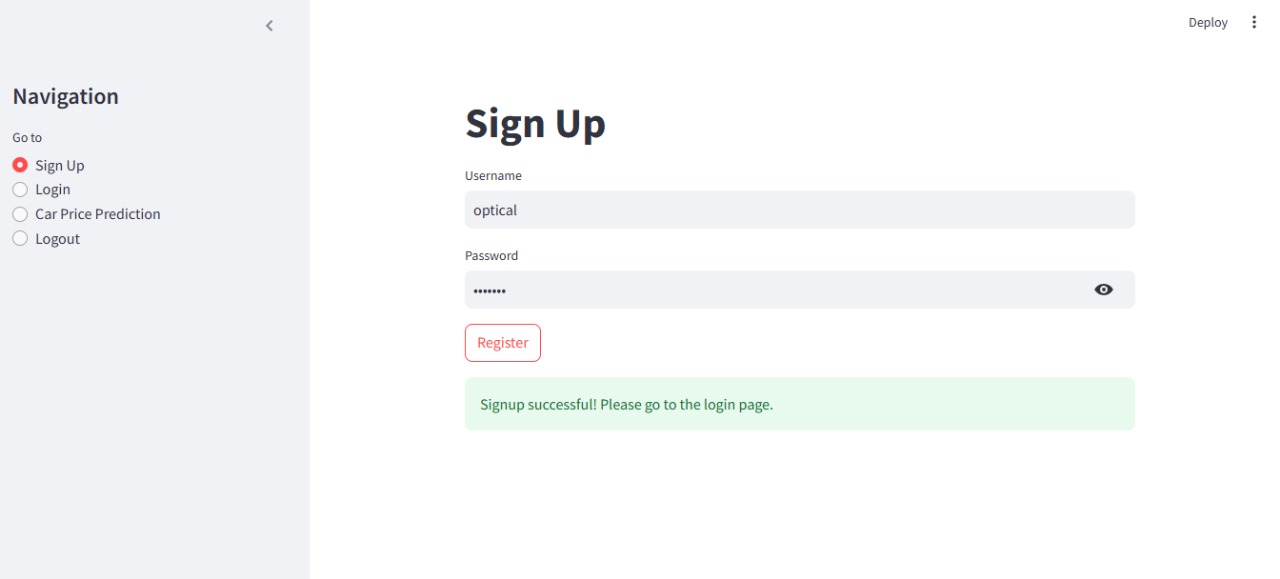 Deploy
Navigation
Go to
Sign Up
Login
Car Price Prediction
Logout
Sign Up
Username
optical
Password
•••••••
Register
Signup successful! Please go to the login page.